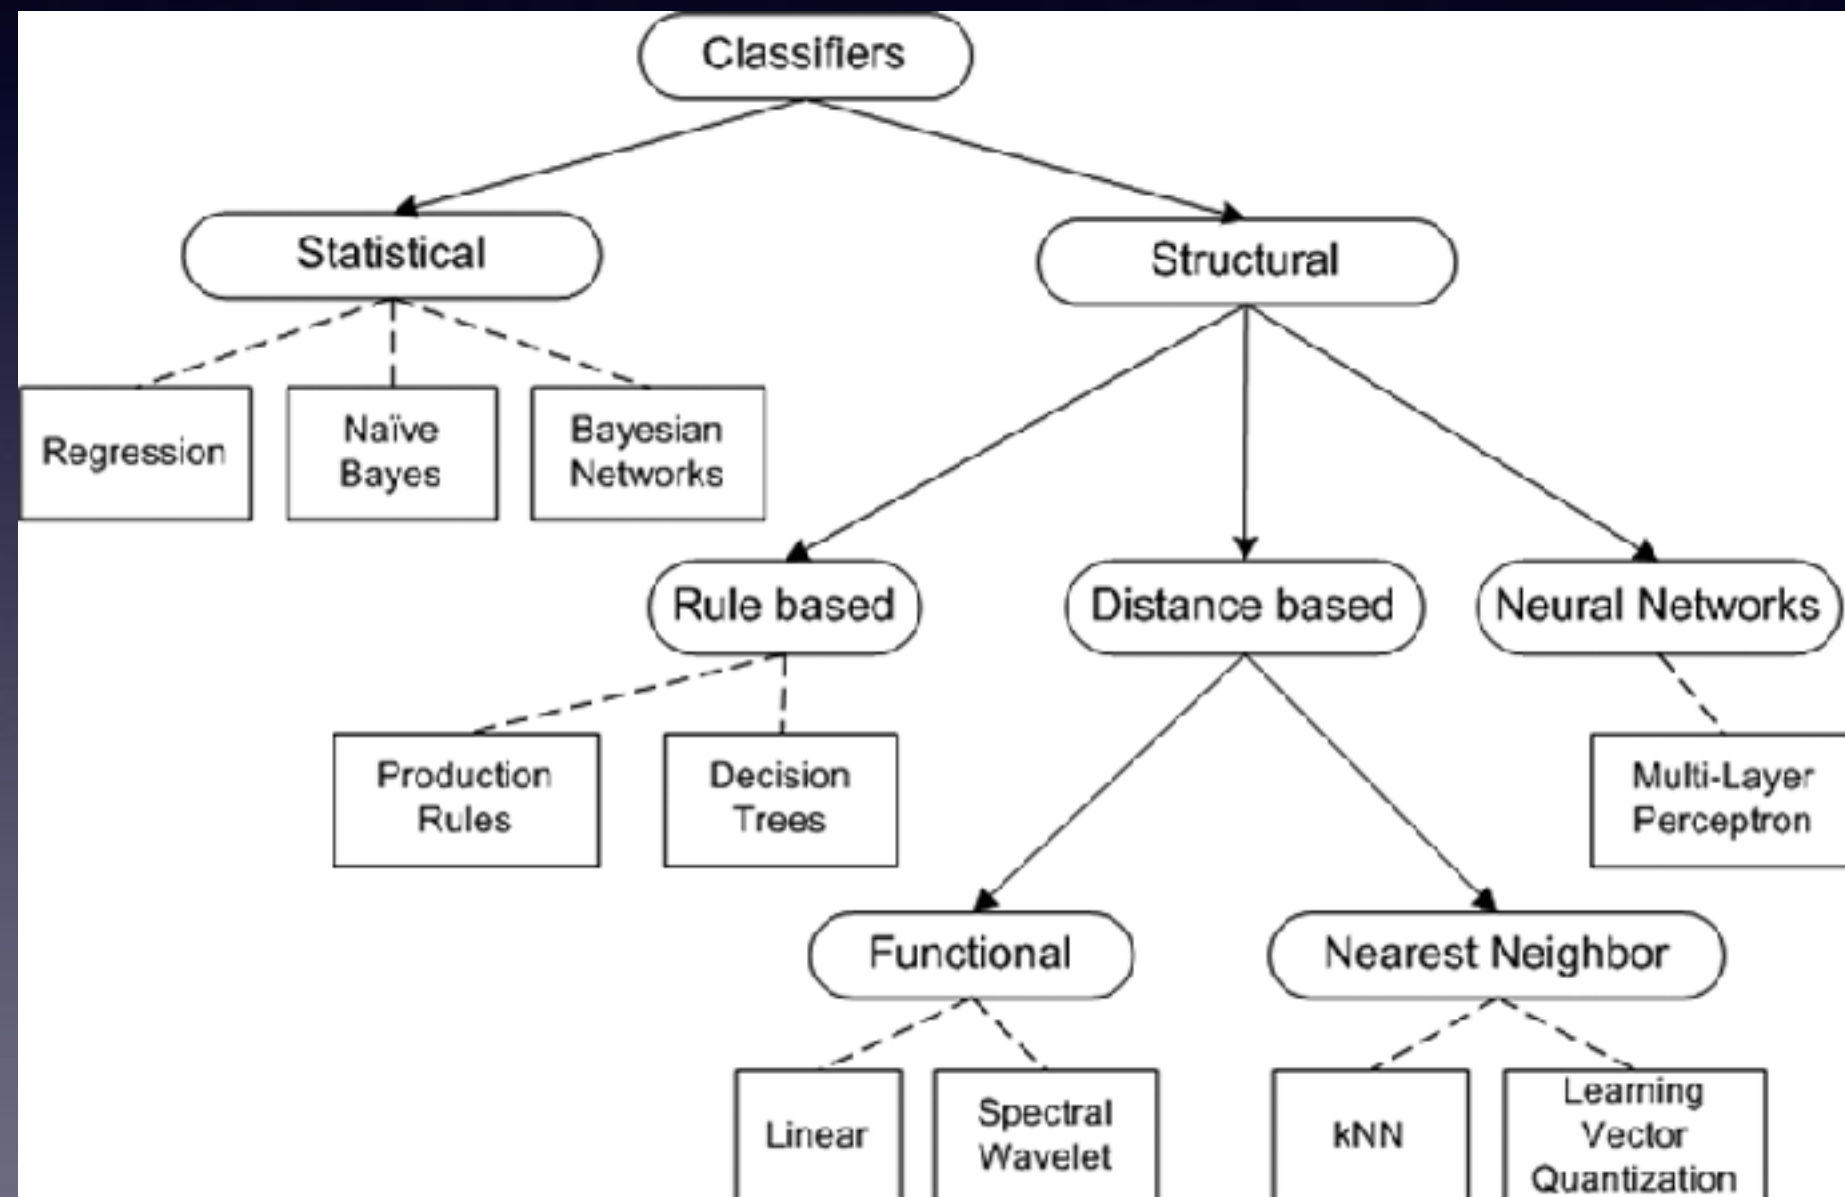 Classifiers
Statistical
Structural
Regression
Naïve
Bayes
Bayesian
Networks
Rule based
Distance based
Neural Networks
Production
Rules
Decision
Trees
Multi-Layer
Perceptron
Functional
Nearest Neighbor
Linear
Spectral
Wavelet
kNN
Learning
Vector
Quantization